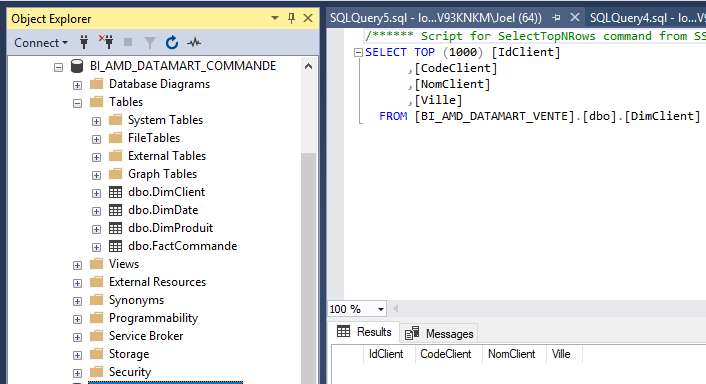 Object Explorer
Connect
BI_AMD_DATAMART_COMMANDE
Database Diagrams
Tables
System Tables
FileTables
External Tables
Graph Tables
dbo.DimClient
dbo.DimDate
dbo.DimProduit
dbo.FactCommande
Views
External Resources
Synonyms
Programmability
Service Broker
Storage
Security
SQLQuery5.sql - lo...V93KNKM\Joel (64))
SQLQuery4.sql - lo...V9
/****** Script for SelectTopNRows command from SS
SELECT TOP (1000) [IdClient]
,[CodeClient]
,[NomClient]
,[Ville]
FROM [BI_AMD_DATAMART_VENTE].[dbo].[DimClient]
100 %
Results
Messages
IdClient CodeClient NomClient Ville